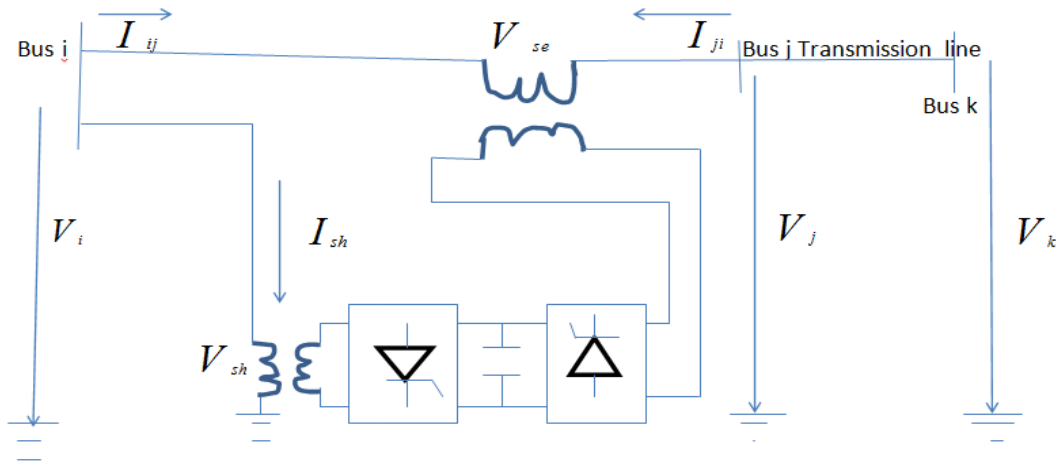 I ij
V se
I ji
Bus i
Bus j Transmission line
Bus k
V i
I sh
V j
V k
V sh